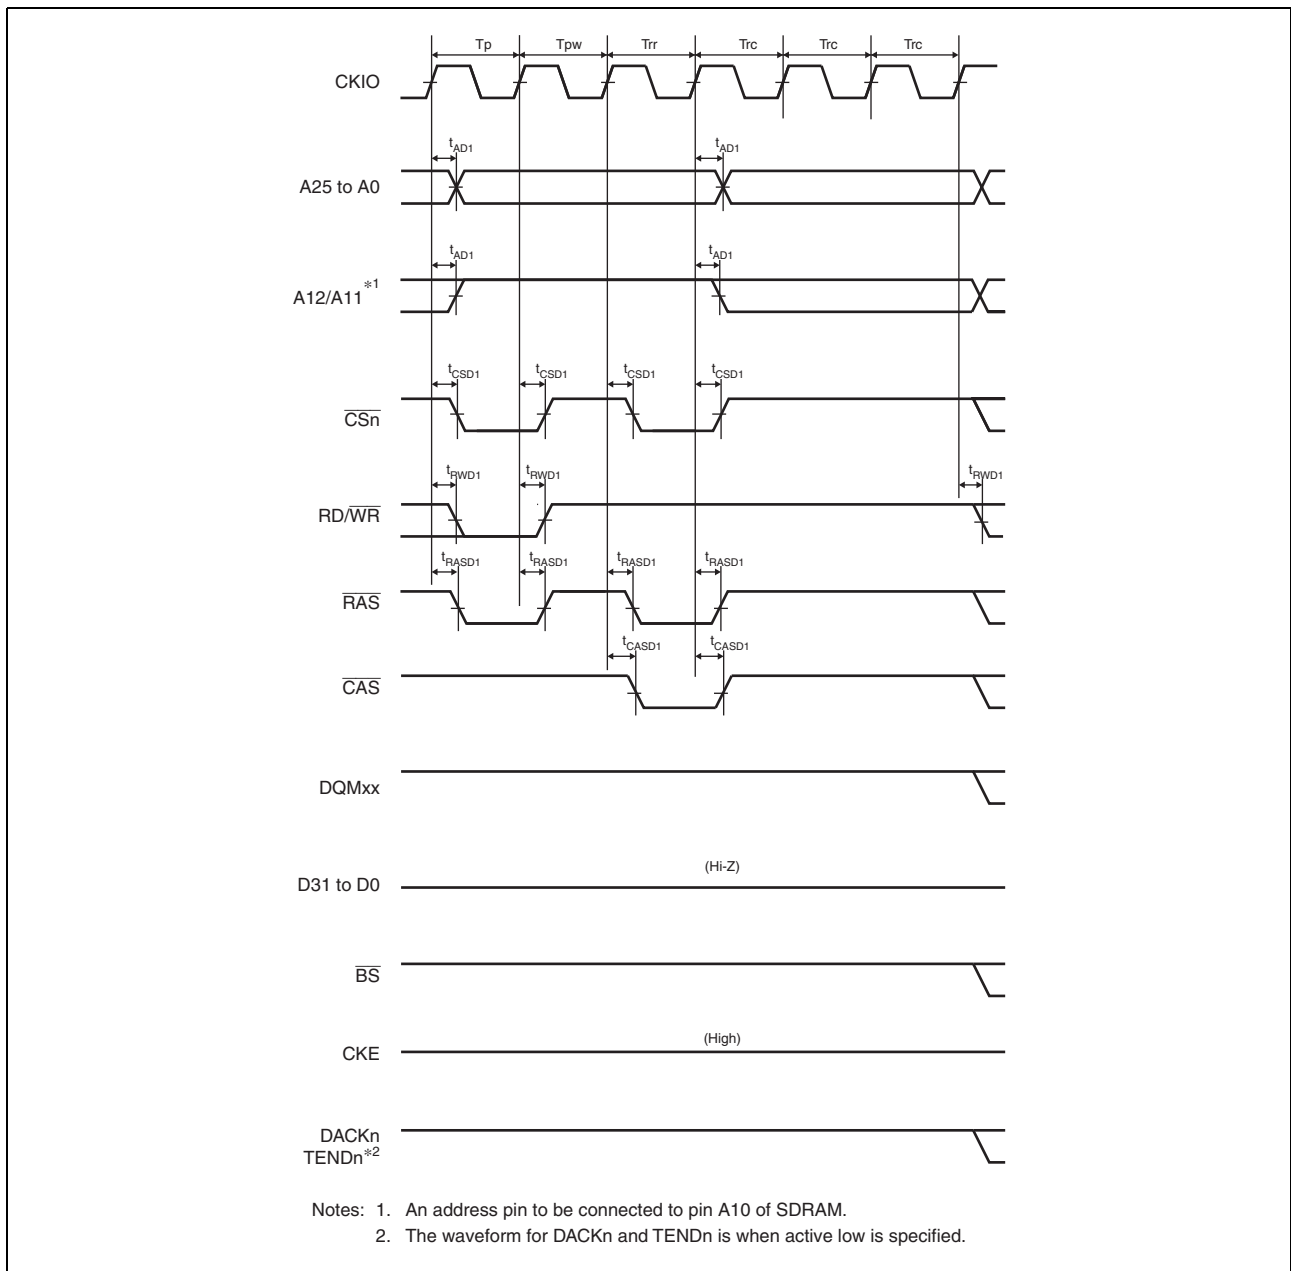 Tp Tpw Trr Trc Trc Trc
CKIO
tAD1 tAD1
A25 to A0
tAD1 tAD1
A12/A11*1
tCSD1 tCSD1 tCSD1 tCSD1
CSn
tRWD1 tRWD1 tRWD1
RD/WR
tRASD1 tRASD1 tRASD1 tRASD1
RAS
tCASD1 tCASD1
CAS
DQMxx
(Hi-Z)
D31 to D0
BS
(High)
CKE
DACKn
TENDn*2
Notes: 1. An address pin to be connected to pin A10 of SDRAM.
2. The waveform for DACKn and TENDn is when active low is specified.